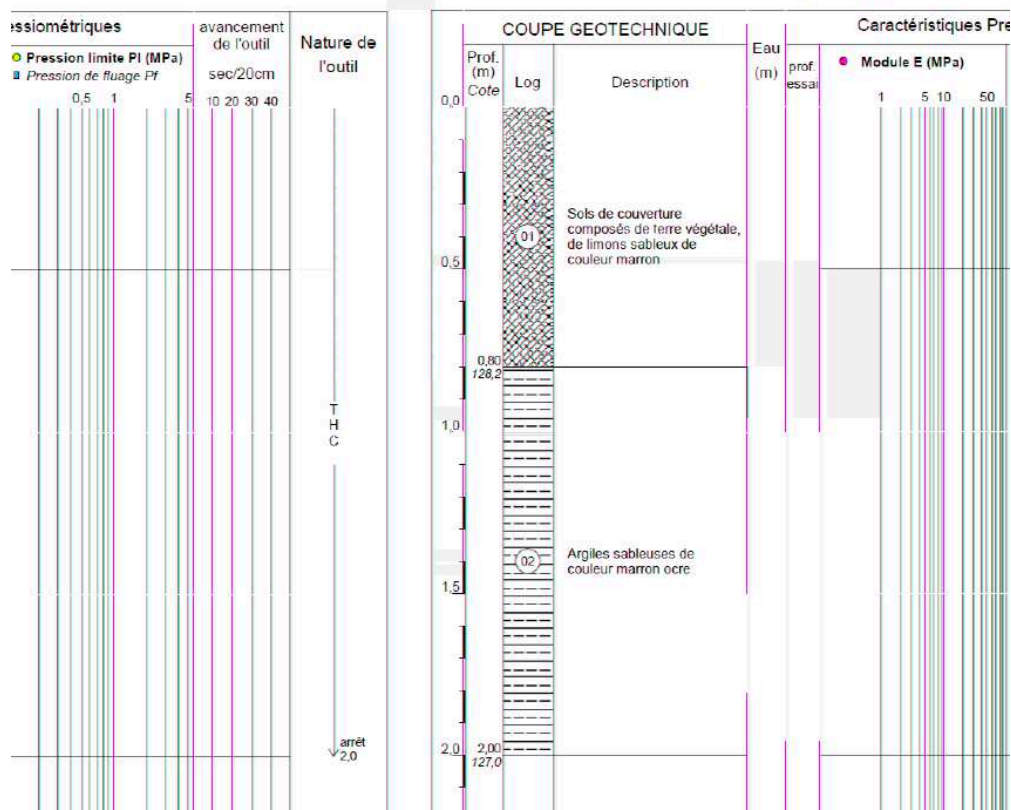 essiométriques
Pression limite Pl (MPa)
Pression de fluage Pf
0,5 1 5
avancement
de l'outil
sec/20cm
10 20 30 40
Nature de
l'outil
T
H
C
arrêt
2,0
COUPE GEOTECHNIQUE
Prof.
(m)
Cote
Log
Description
Eau
(m)
prof.
essai
Caractéristiques Pre
Module E (MPa)
1 5 10 50
0,0
01
Sols de couverture
composés de terre végétale,
de limons sableux de
couleur marron
0,5
0,80
128,2
1,0
02
Argiles sableuses de
couleur marron ocre
1,5
2,0 2,00
127,0